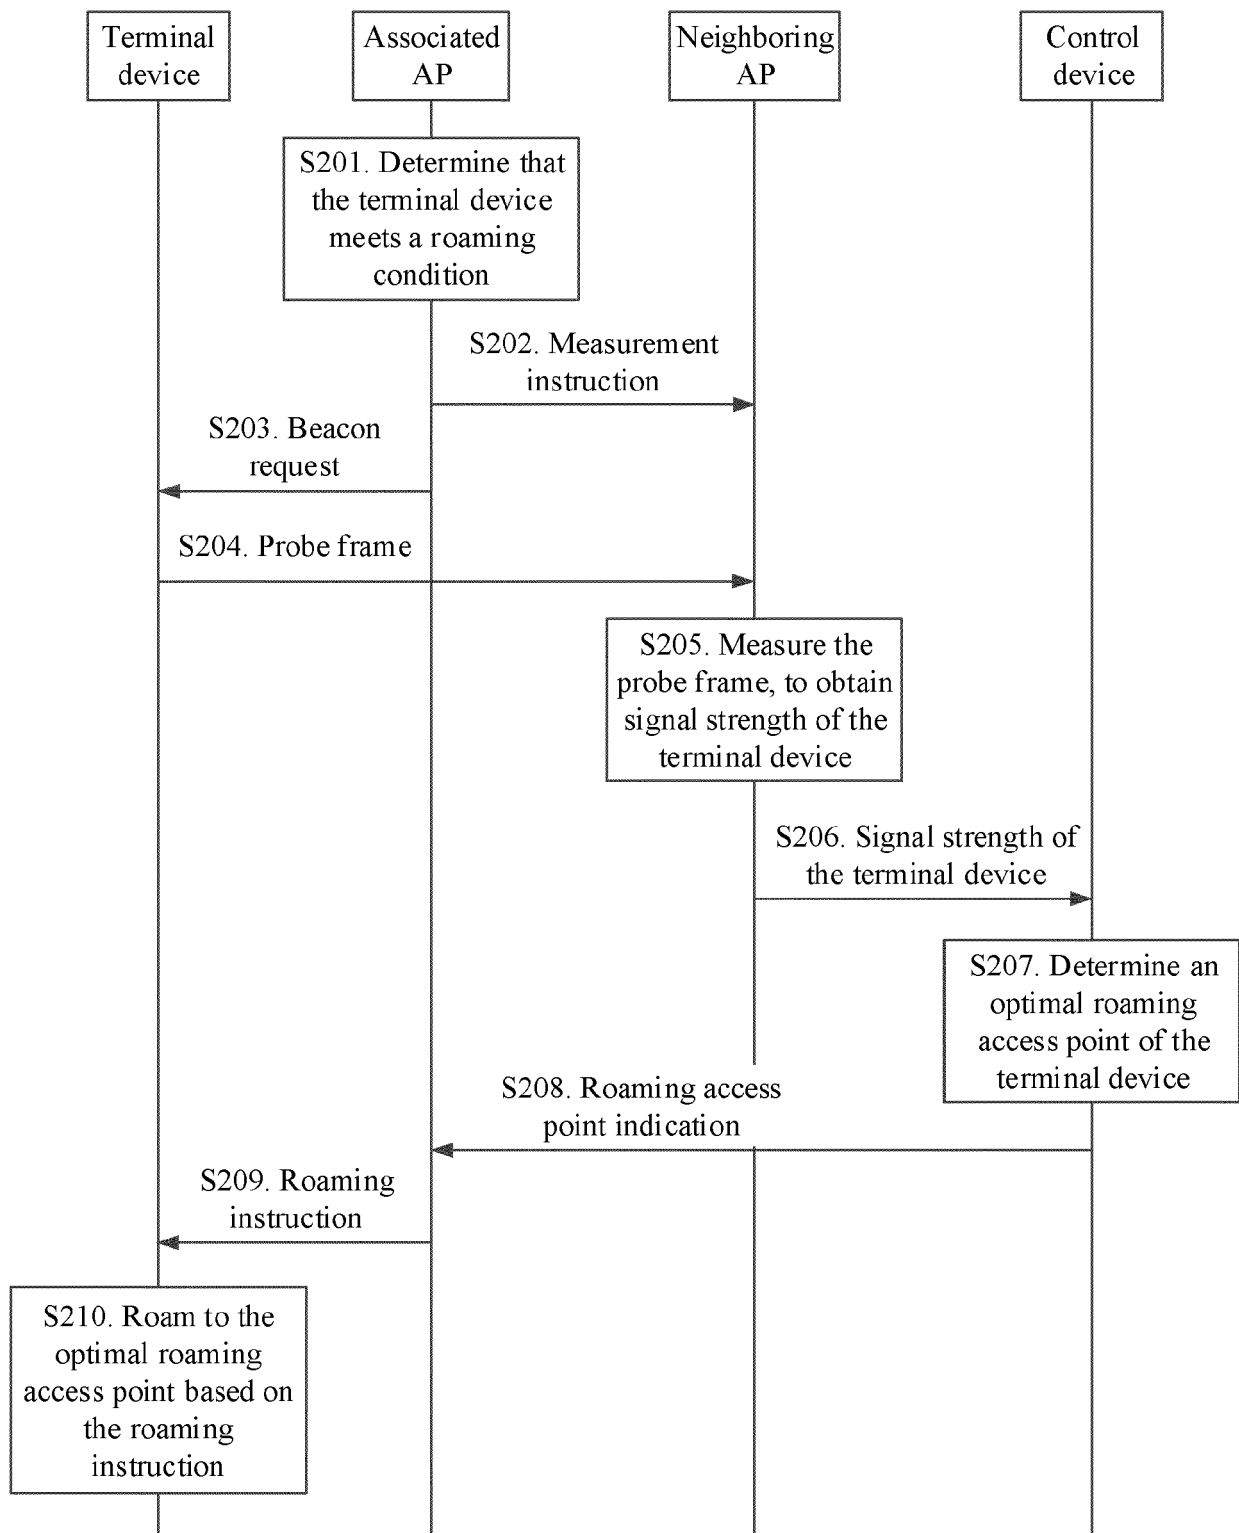 Terminal
device
Associated
AP
Neighboring
AP
Control
device
S201. Determine that
the terminal device
meets a roaming
condition
S202. Measurement
instruction
S203. Beacon
request
S204. Probe frame
S205. Measure the
probe frame, to obtain
signal strength of the
terminal device
S206. Signal strength of
the terminal device
S207. Determine an
optimal roaming
access point of the
terminal device
S208. Roaming access
point indication
S209. Roaming
instruction
S210. Roam to the
optimal roaming
access point based on
the roaming
instruction